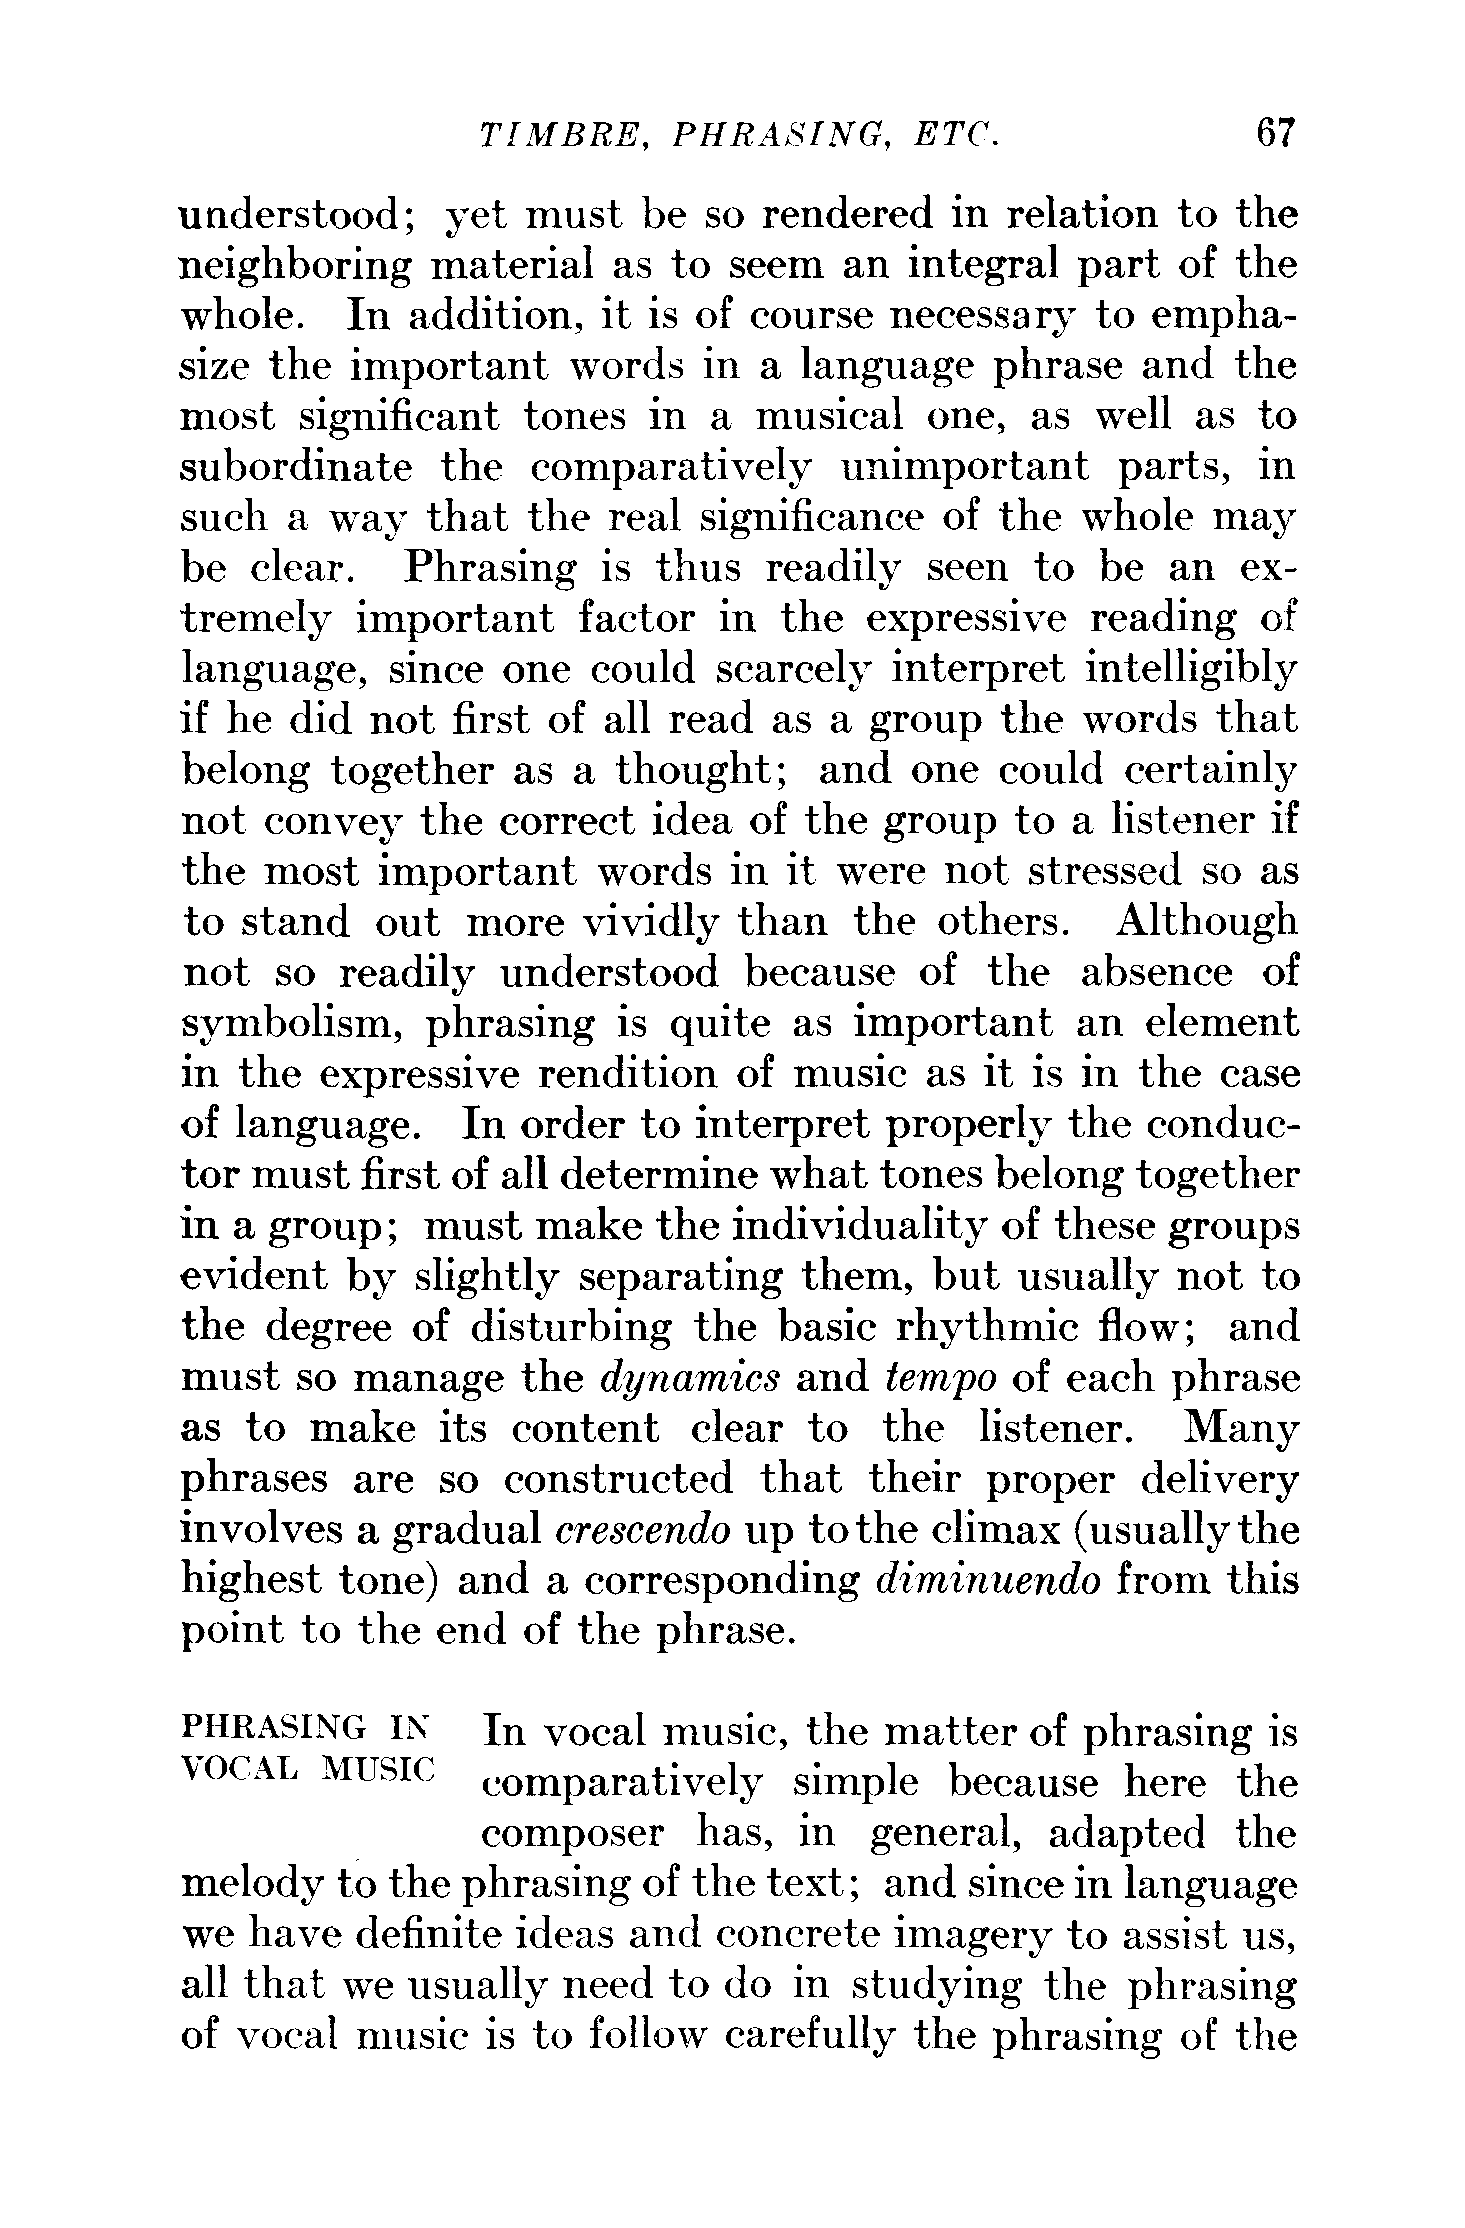 TIMBRE, PHRASING, ETC. 67
understood; yet must be so rendered in relation to the
neighboring material as to seem an integral part of the
whole. In addition, it is of course necessary to empha-
size the important words in a language phrase and the
most significant tones in a musical one, as well as to
subordinate the comparatively unimportant parts, in
such a way that the real significance of the whole may
be clear. Phrasing is thus readily seen to be an ex-
tremely important factor in the expressive reading of
language, since one could scarcely interpret intelligibly
if he did not first of all read as a group the words that
belong together as a thought; and one could certainly
not convey the correct idea of the group to a listener if
the most important words in it were not stressed so as
to stand out more vividly than the others. Although
not so readily understood because of the absence of
symbolism, phrasing is quite as important an element
in the expressive rendition of music as it is in the case
of language. In order to interpret properly the conduc-
tor must first of all determine what tones belong together
in a group; must make the individuality of these groups
evident by slightly separating them, but usually not to
the degree of disturbing the basic rhythmic flow; and
must so manage the dynamics and tempo of each phrase
as to make its content clear to the listener. Many
phrases are so constructed that their proper delivery
involves a gradual crescendo up to the climax (usually the
highest tone) and a corresponding diminuendo from this
point to the end of the phrase.
PHRASING IN
VOCAL MUSIC
In vocal music, the matter of phrasing is
comparatively simple because here the
composer has, in general, adapted the
melody to the phrasing of the text; and since in language
we have definite ideas and concrete imagery to assist us,
all that we usually need to do in studying the phrasing
of vocal music is to follow carefully the phrasing of the